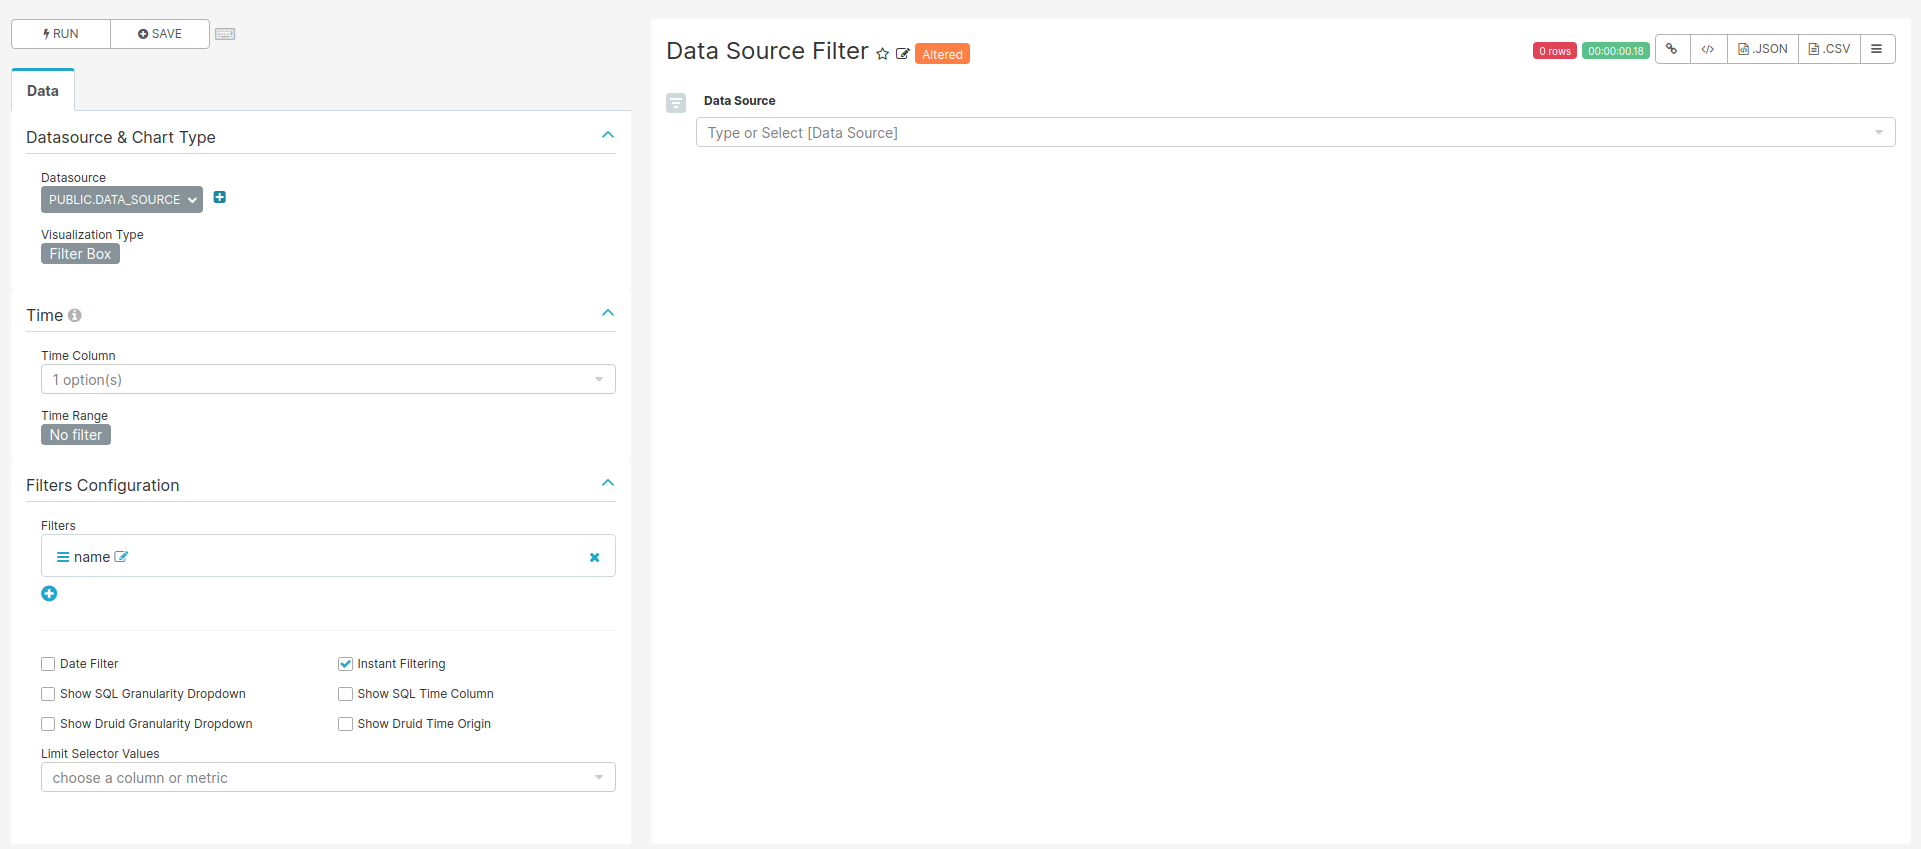 RUN
SAVE
Data
Datasource & Chart Type
Datasource
PUBLIC.DATA_SOURCE
Visualization Type
Filter Box
Time
Time Column
1 option(s)
Time Range
No filter
Filters Configuration
Filters
name
Date Filter
Instant Filtering
Show SQL Granularity Dropdown
Show SQL Time Column
Show Druid Granularity Dropdown
Show Druid Time Origin
Limit Selector Values
choose a column or metric
Data Source Filter
Altered
0 rows
00:00:00.18
</>
.JSON
.CSV
Data Source
Type or Select [Data Source]